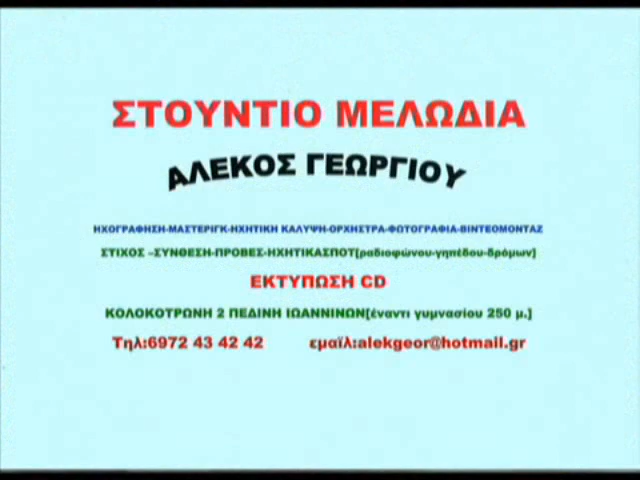 ΣΤΟΥΝΤΙΟ ΜΕΛΩΔΙΑ
ΑΛΕΚΟΣ ΓΕΩΡΓΙΟΥ
ΗΧΟΓΡΑΦΗΣΗ-ΜΑΣΤΕΡΙΓΚ-ΗΧΗΤΙΚΗ ΚΑΛΥΨΗ-ΟΡΧΗΣΤΡΑ-ΦΩΤΟΓΡΑΦΙΑ-ΒΙΝΤΕΟΜΟΝΤΑΖ
ΣΤΙΧΟΣ –ΣΥΝΘΕΣΗ-ΠΡΟΒΕΣ-ΗΧΗΤΙΚΑΣΠΟΤ[ραδιοφώνου-γηπέδου-δρόμων]
ΕΚΤΥΠΩΣΗ CD
ΚΟΛΟΚΟΤΡΩΝΗ 2 ΠΕΔΙΝΗ ΙΩΑΝΝΙΝΩΝ[έναντι γυμνασίου 250 μ.]
Τηλ:6972 43 42 42 εμαϊλ:alekgeor@hotmail.gr